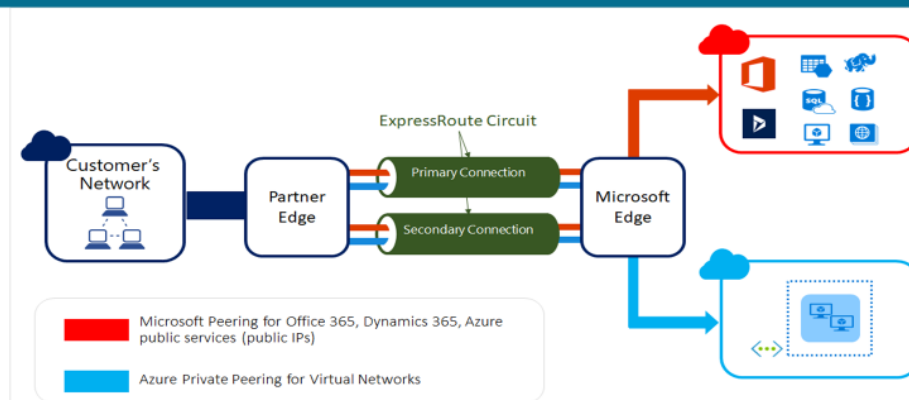 ExpressRoute Circuit
Customer's
Network
Partner
Edge
Primary Connection
Secondary Connection
Microsoft
Edge
SQL
Microsoft Peering for Office 365, Dynamics 365, Azure
public services (public IPs)
Azure Private Peering for Virtual Networks